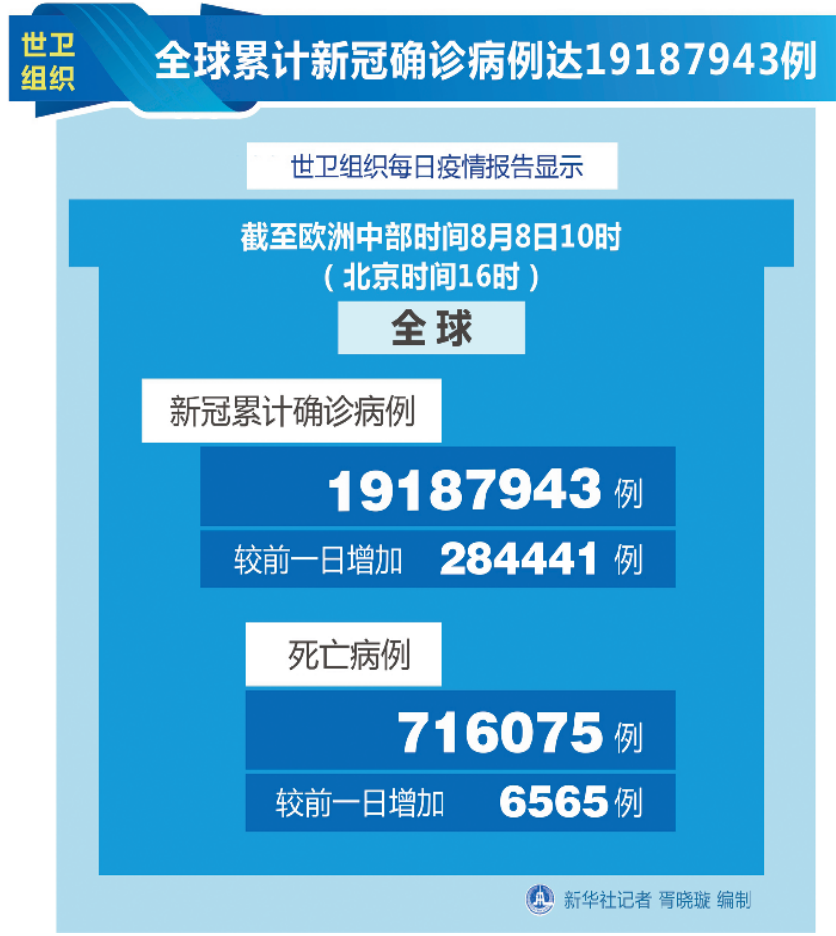 世卫
组织
全球累计新冠确诊病例达19187943例
世卫组织每日疫情报告显示
截至欧洲中部时间8月8日10时
（北京时间16时）
全球
新冠累计确诊病例
19187943例
较前一日增加 284441例
死亡病例
716075例
较前一日增加 6565例
新华社记者 胥晓璇 编制